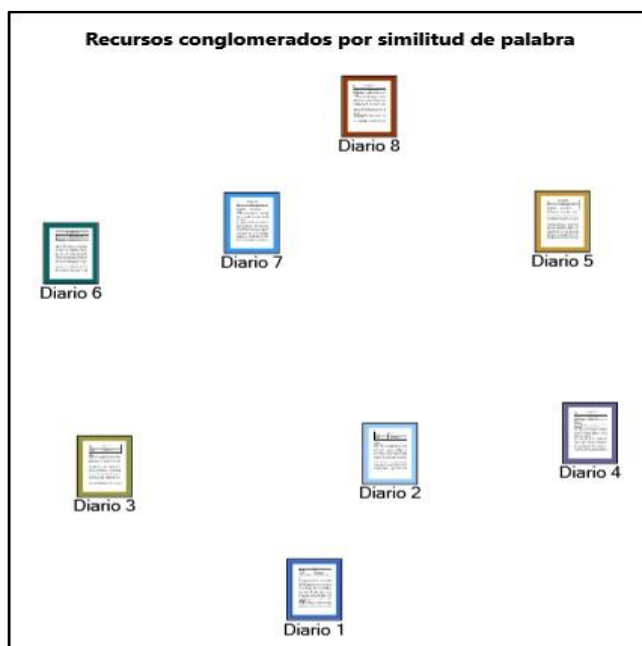 Recursos conglomerados por similitud de palabra
Diario 8
Diario 7
Diario 5
Diario 6
Diario 3
Diario 2
Diario 4
Diario 1